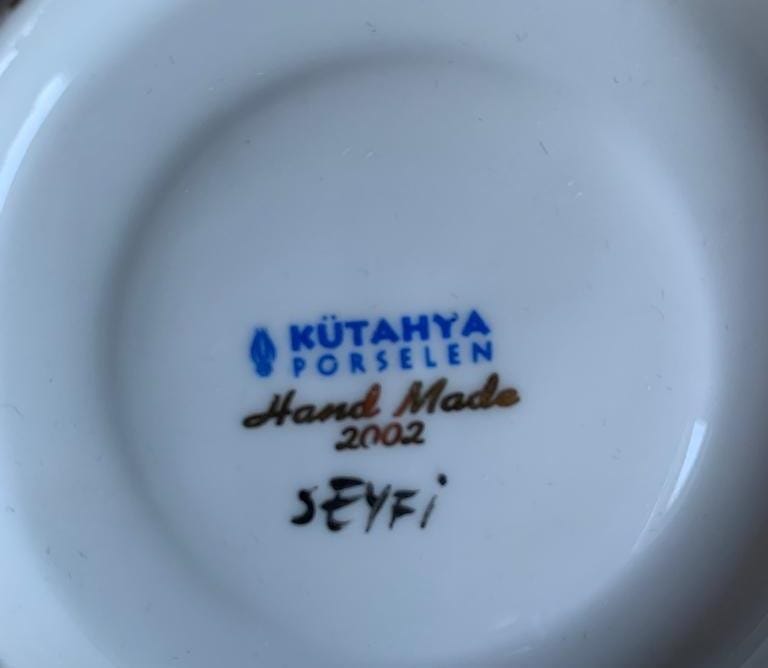 KÜTAHYA
PORSELEN
Hand Made
2002
SEYFi